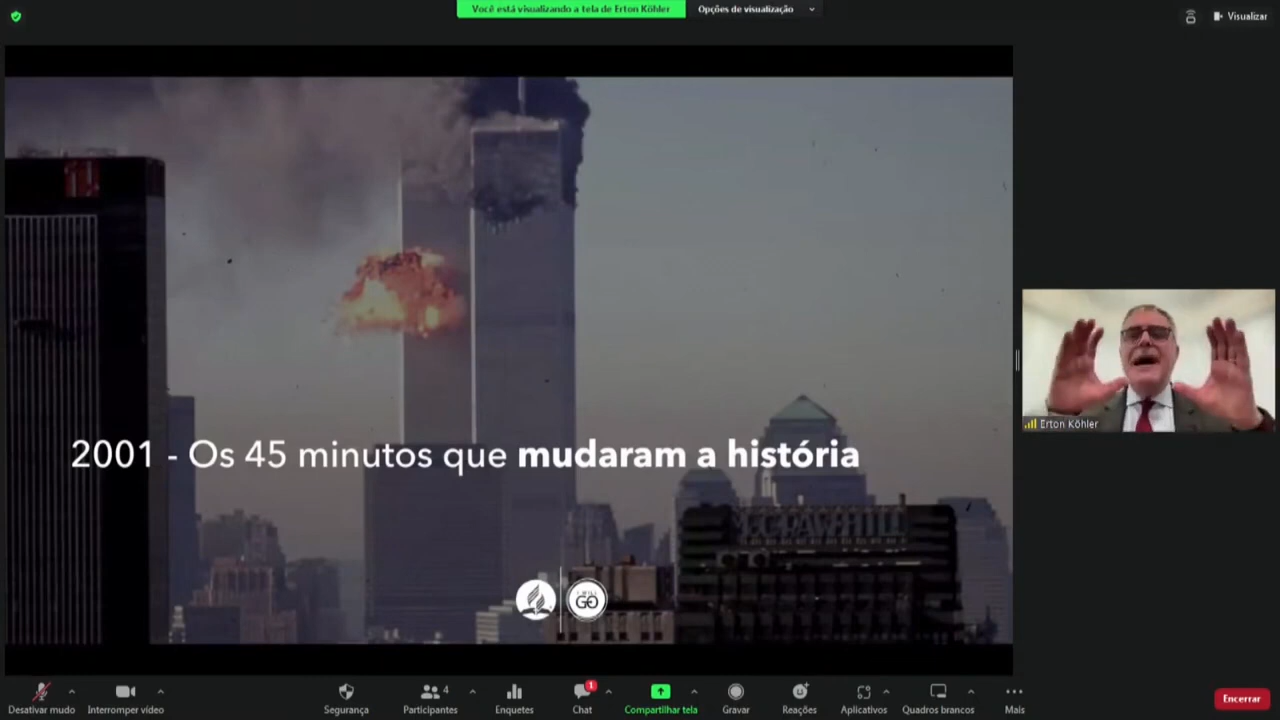 Você está visualizando a tela de Erton Köhler
Opções de visualização
Visualizar
2001 - Os 45 minutos que mudaram a história
I WILL
GO
Erton Köhler
Desativar mudo
Interromper vídeo
Segurança
Participantes
4
Enquetes
Chat
1
Compartilhar tela
Gravar
Reações
Aplicativos
Quadros brancos
Mais
Encerrar